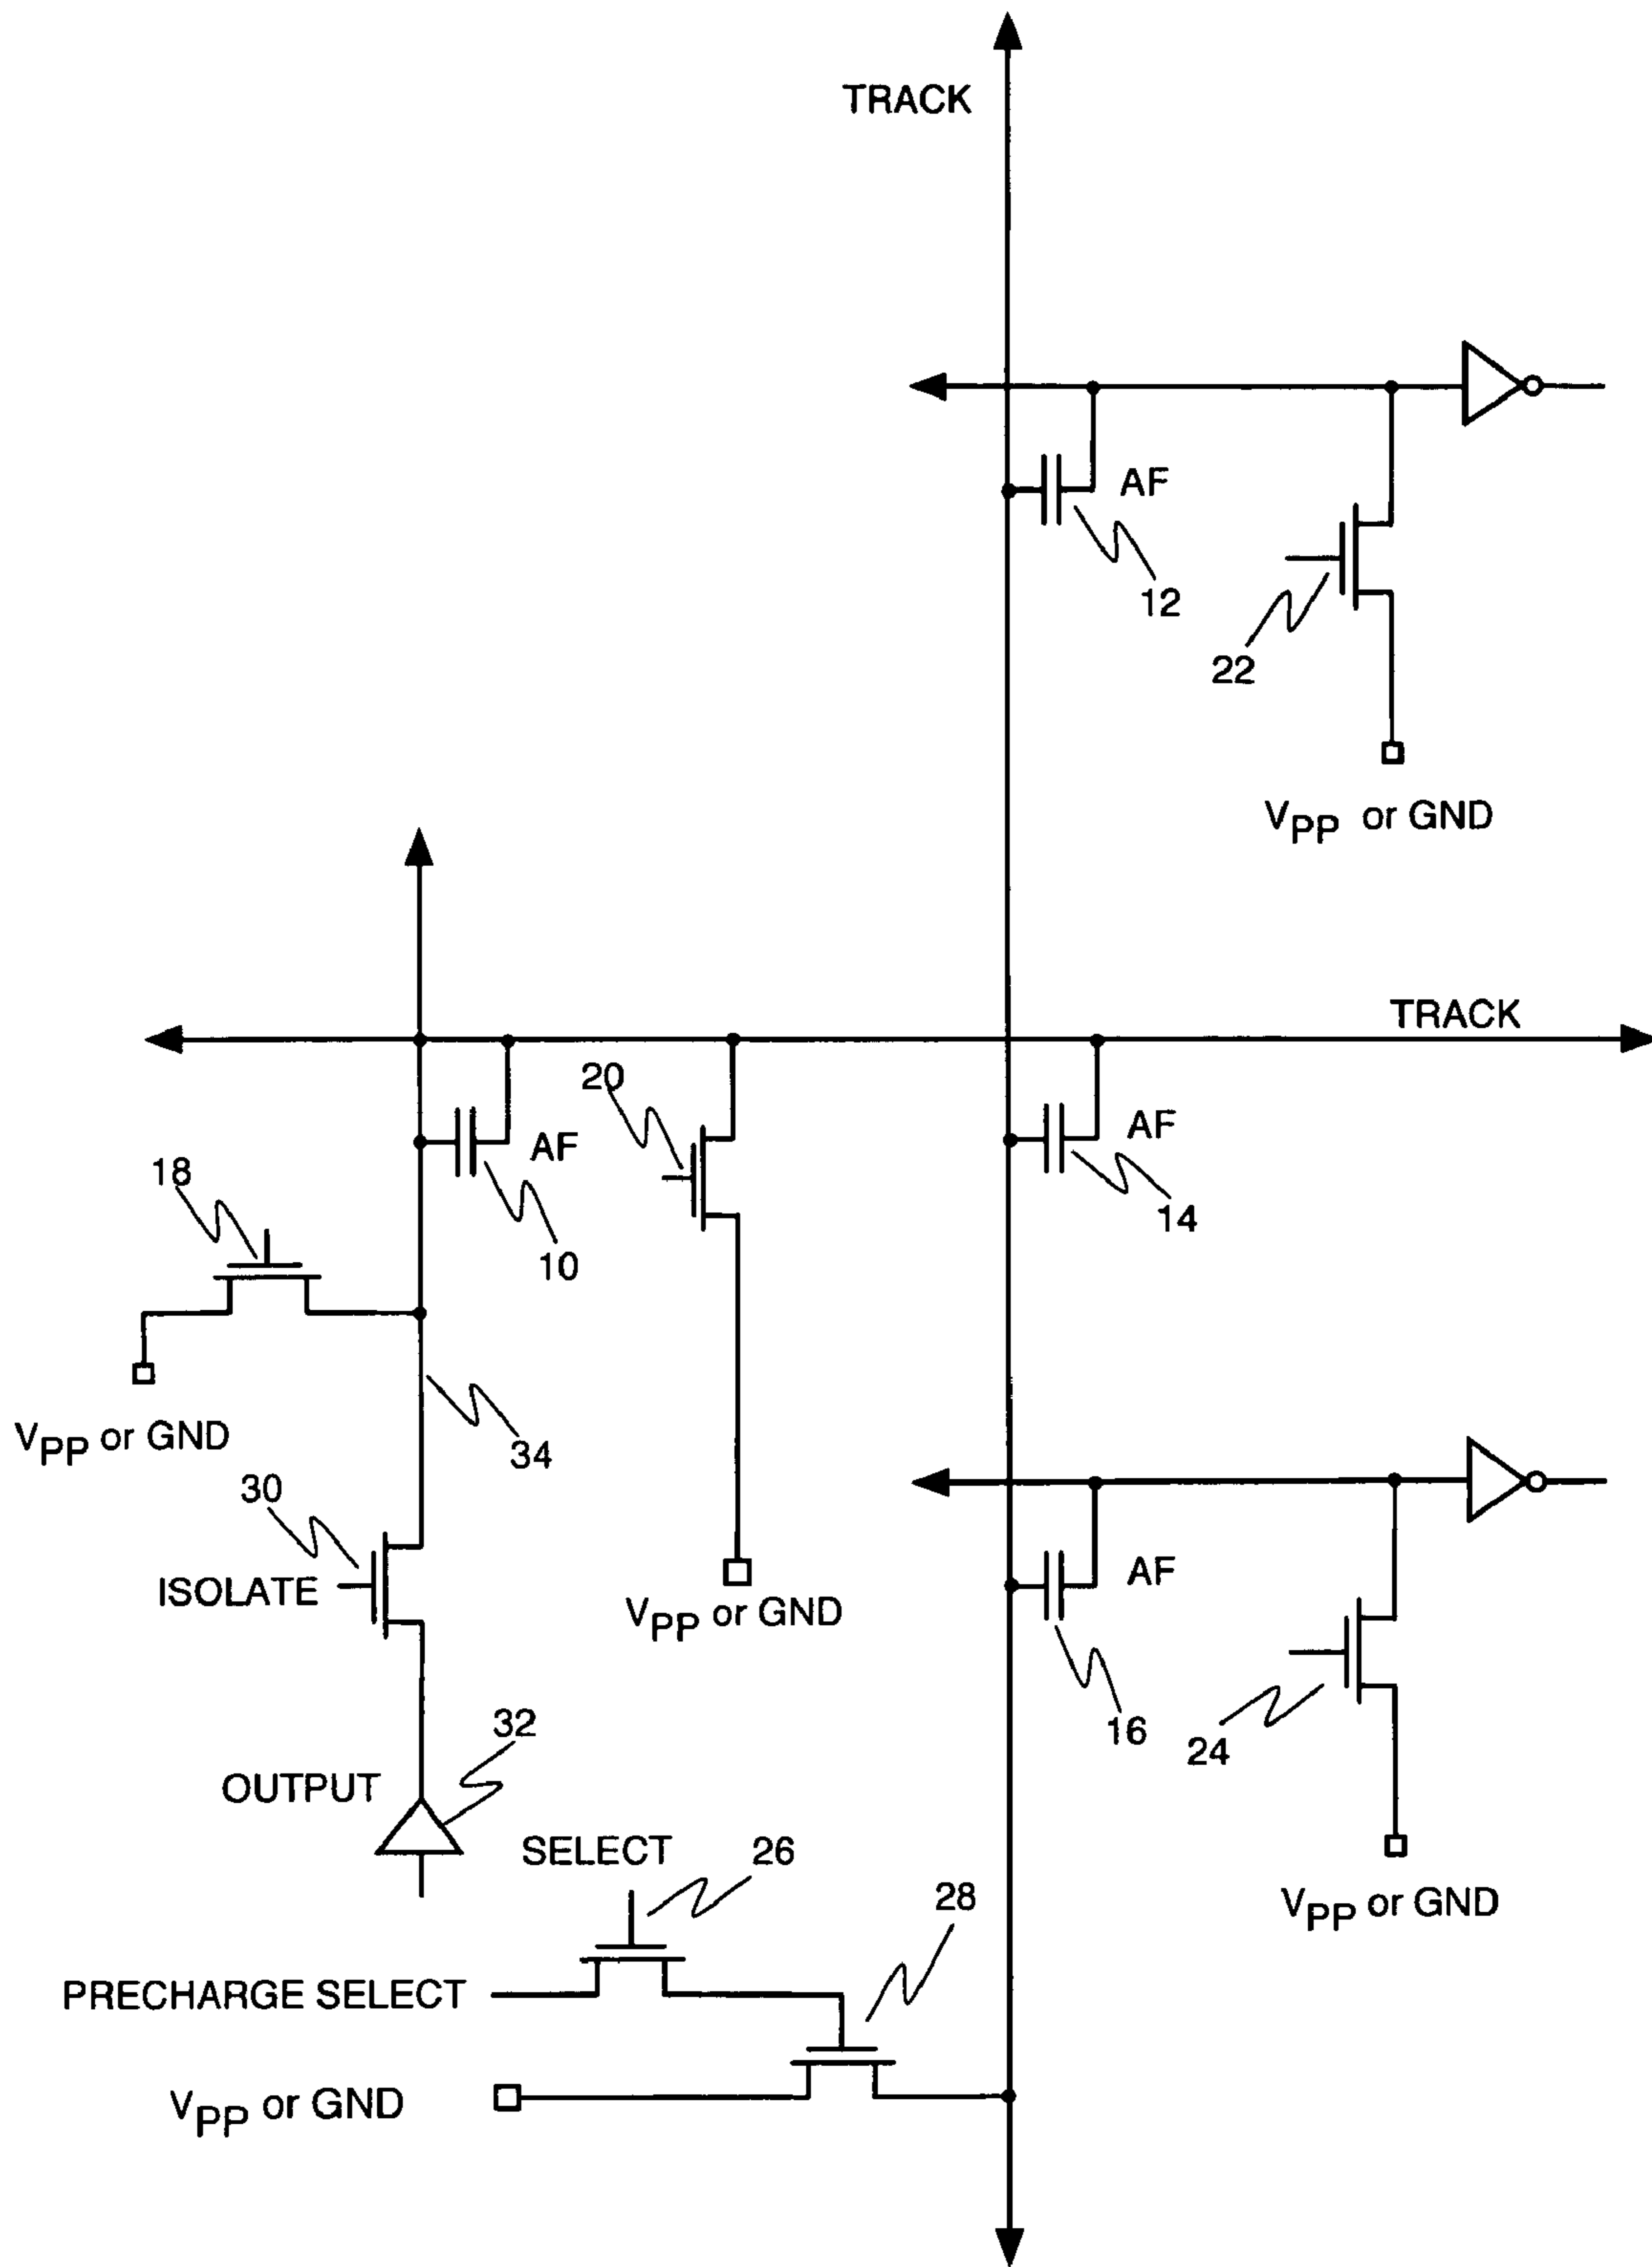 TRACK
AF
12
22
VPP or GND
TRACK
20
AF
AF
18
10
14
VPP or GND
34
30
ISOLATE
AF
VPP or GND
16
24
32
OUTPUT
SELECT
26
28
VPP or GND
PRECHARGE SELECT
VPP or GND